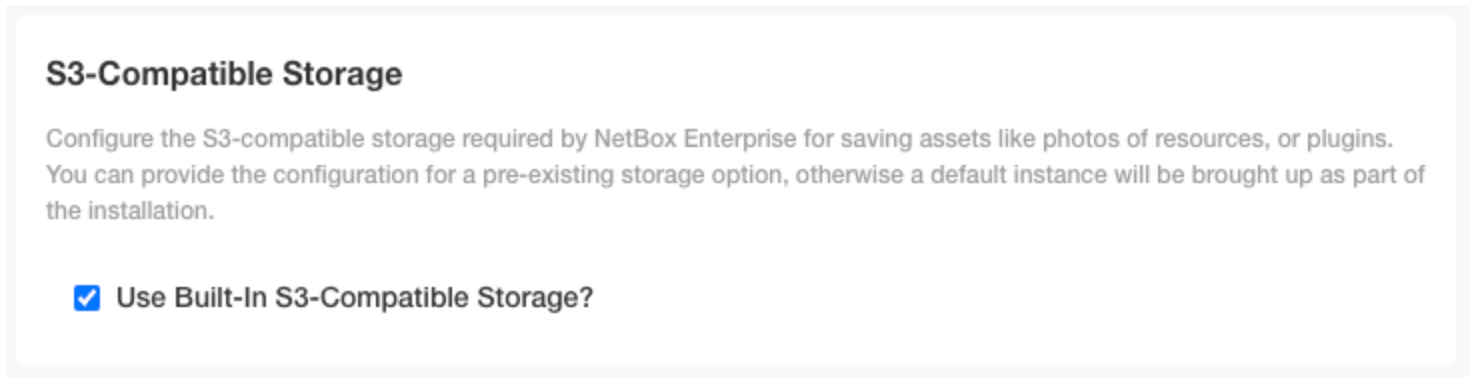 S3-Compatible Storage
Configure the S3-compatible storage required by NetBox Enterprise for saving assets like photos of resources, or plugins.
You can provide the configuration for a pre-existing storage option, otherwise a default instance will be brought up as part of
the installation.
Use Built-In S3-Compatible Storage?